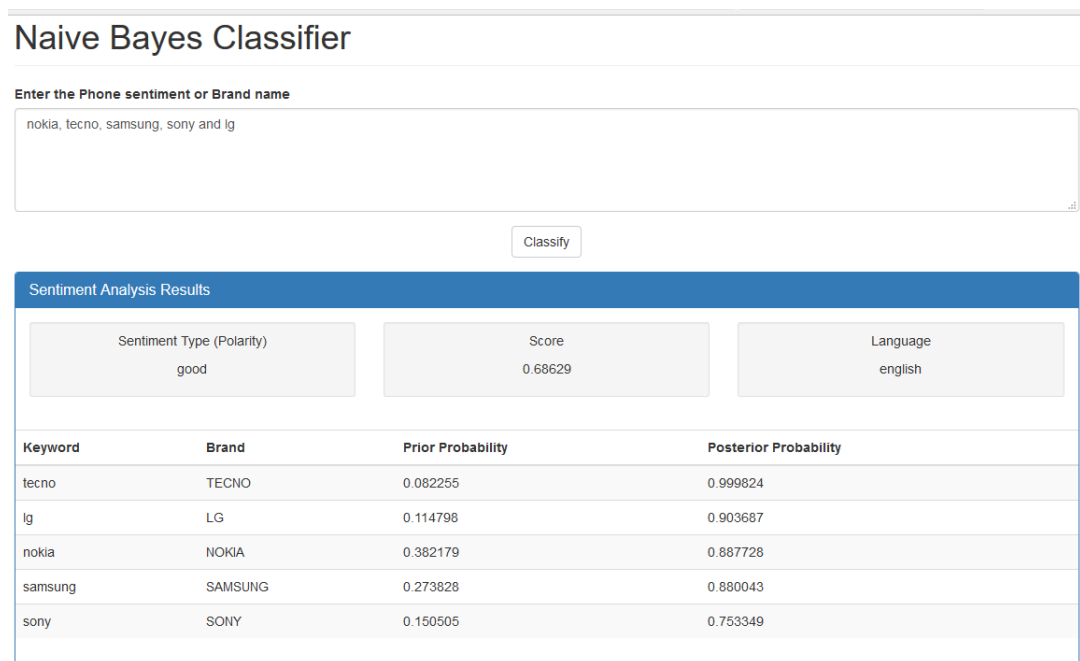 Naive Bayes Classifier
Enter the Phone sentiment or Brand name
nokia, tecno, samsung, sony and lg
Classify
Sentiment Analysis Results
Sentiment Type (Polarity) Score Language
good 0.68629 english
Keyword Brand Prior Probability Posterior Probability
tecno TECNO 0.082255 0.999824
lg LG 0.114798 0.903687
nokia NOKIA 0.382179 0.887728
samsung SAMSUNG 0.273828 0.880043
sony SONY 0.150505 0.753349